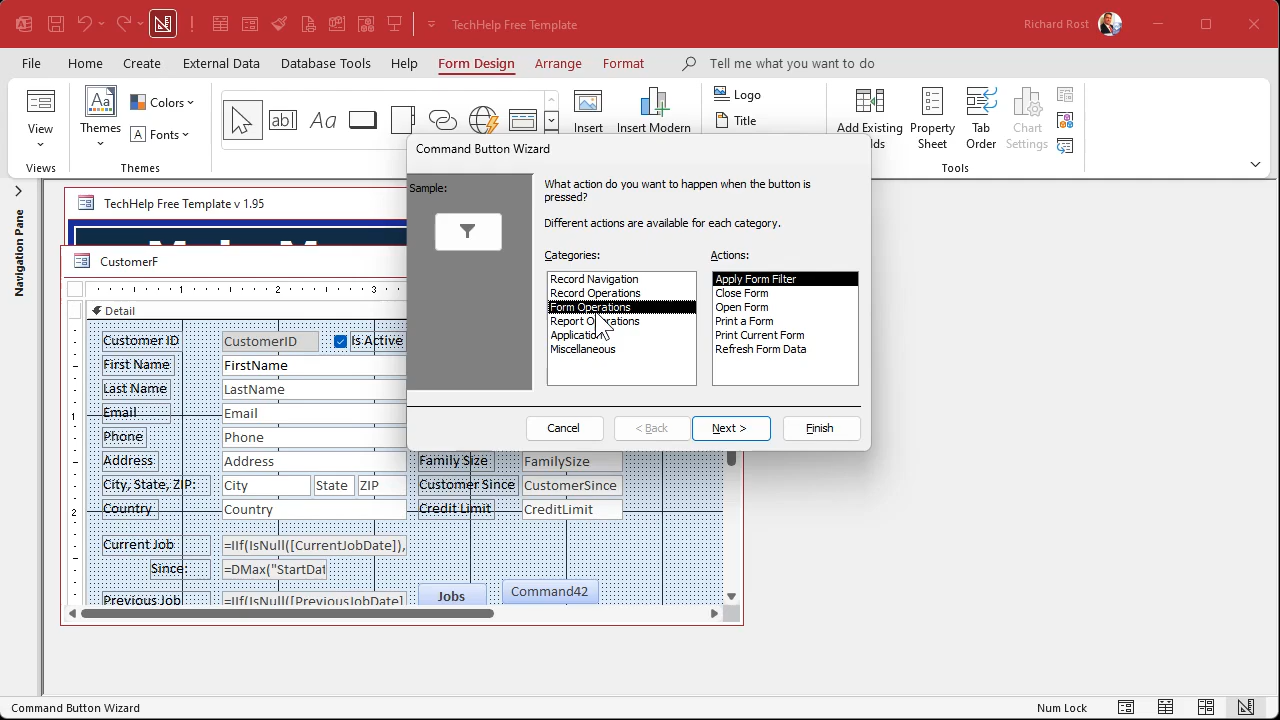 TechHelp Free Template
Richard Rost
File Home Create External Data Database Tools Help Form Design Arrange Format Tell me what you want to do
View
Views
Themes
Colors
Fonts
Themes
ab
Aa
Insert
Insert Modern
Logo
Title
Add Existing
Property
Sheet
Tab
Order
Chart
Settings
Tools
Navigation Pane
TechHelp Free Template v 1.95
CustomerF
1 2 3
Detail
Customer ID CustomerID Is Active
First Name FirstName
Last Name LastName
Email Email
Phone Phone
Address Address Family Size FamilySize
City, State, ZIP: City State ZIP Customer Since CustomerSince
Country Country Credit Limit CreditLimit
Current Job =IIf(IsNull([CurrentJobDate]),
Since: =DMax("StartDat
Previous Job =IIf(IsNull([PreviousJobDate] Jobs Command42
1
2
Command Button Wizard
Sample:
What action do you want to happen when the button is
pressed?
Different actions are available for each category.
Categories:
Record Navigation
Record Operations
Form Operations
Report Operations
Application
Miscellaneous
Actions:
Apply Form Filter
Close Form
Open Form
Print a Form
Print Current Form
Refresh Form Data
Cancel < Back Next > Finish
Command Button Wizard
Num Lock